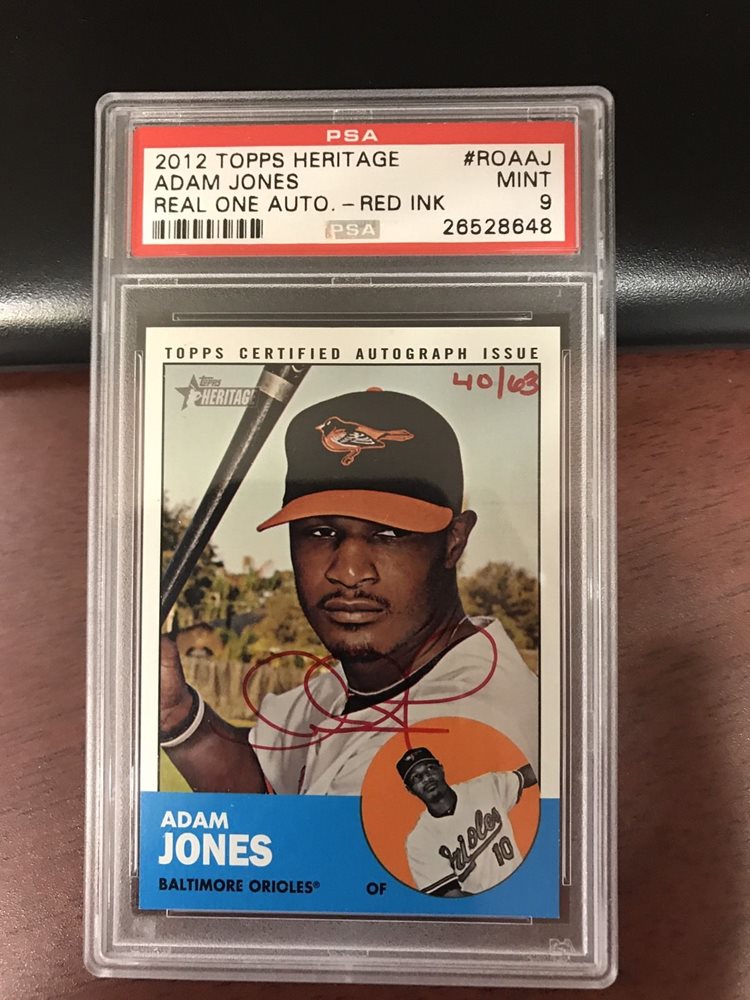 PSA
2012 TOPPS HERITAGE #ROAAJ
ADAM JONES MINT
REAL ONE AUTO. – RED INK 9
PSA 26528648
TOPPS CERTIFIED AUTOGRAPH ISSUE
40/63
TOPPS
HERITAGE
ADAM
JONES
BALTIMORE ORIOLES® OF
Orioles
10